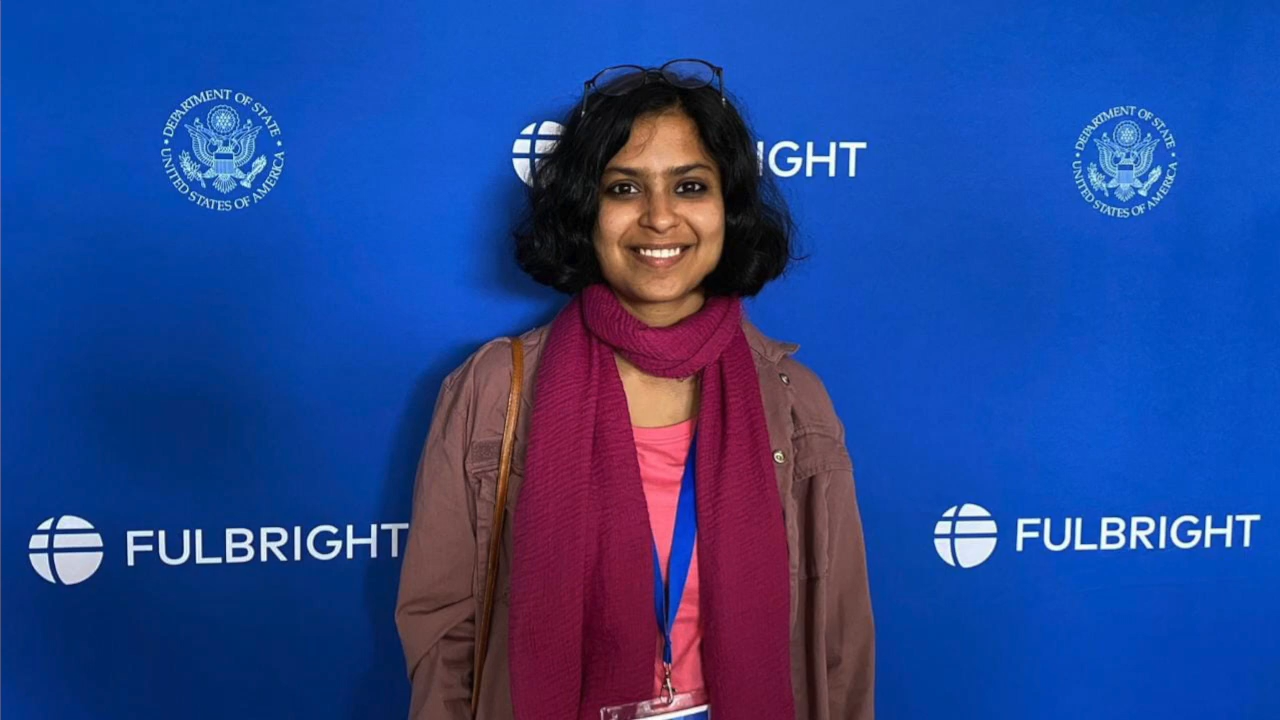 DEPARTMENT OF STATE
UNITED STATES OF AMERICA
IGHT
DEPARTMENT OF STATE
UNITED STATES OF AMERICA
FULBRIGHT
FULBRIGHT